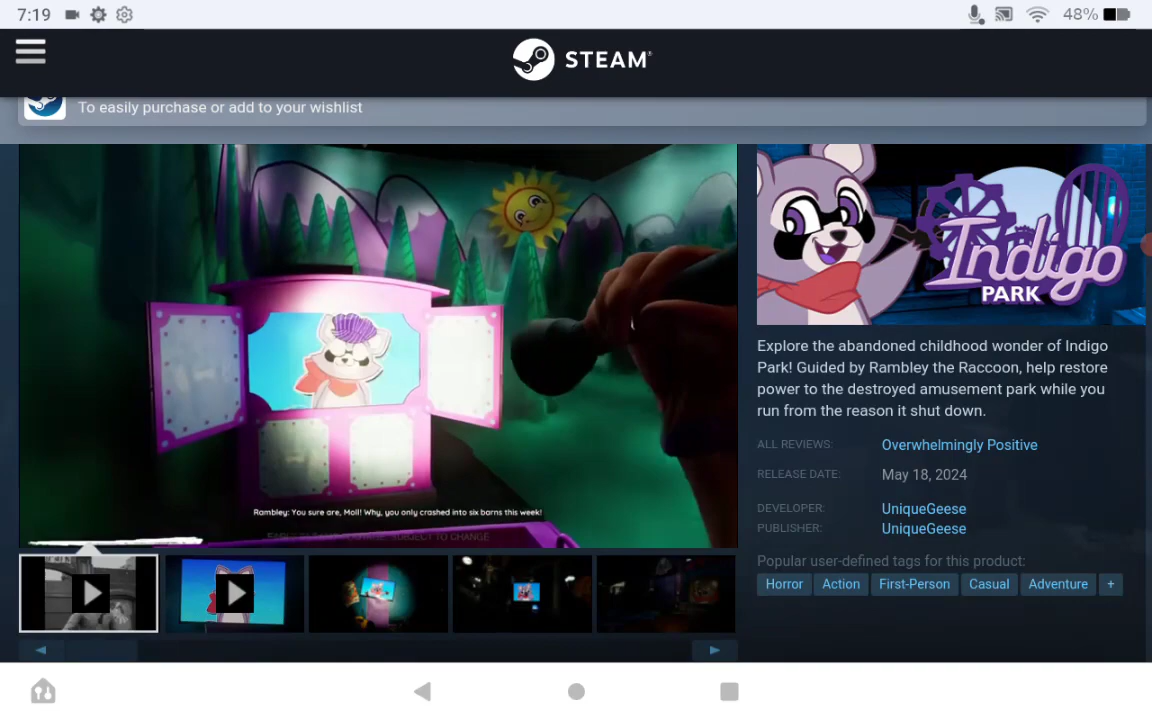 7:19
48%
STEAM
To easily purchase or add to your wishlist
Indigo
PARK
Explore the abandoned childhood wonder of Indigo
Park! Guided by Rambley the Raccoon, help restore
power to the destroyed amusement park while you
run from the reason it shut down.
ALL REVIEWS: Overwhelmingly Positive
RELEASE DATE: May 18, 2024
DEVELOPER: UniqueGeese
PUBLISHER: UniqueGeese
Popular user-defined tags for this product:
Horror Action First-Person Casual Adventure +
Rambley: You sure are, Moll! Why, you only crashed into six barns this week!
SUBJECT TO CHANGE